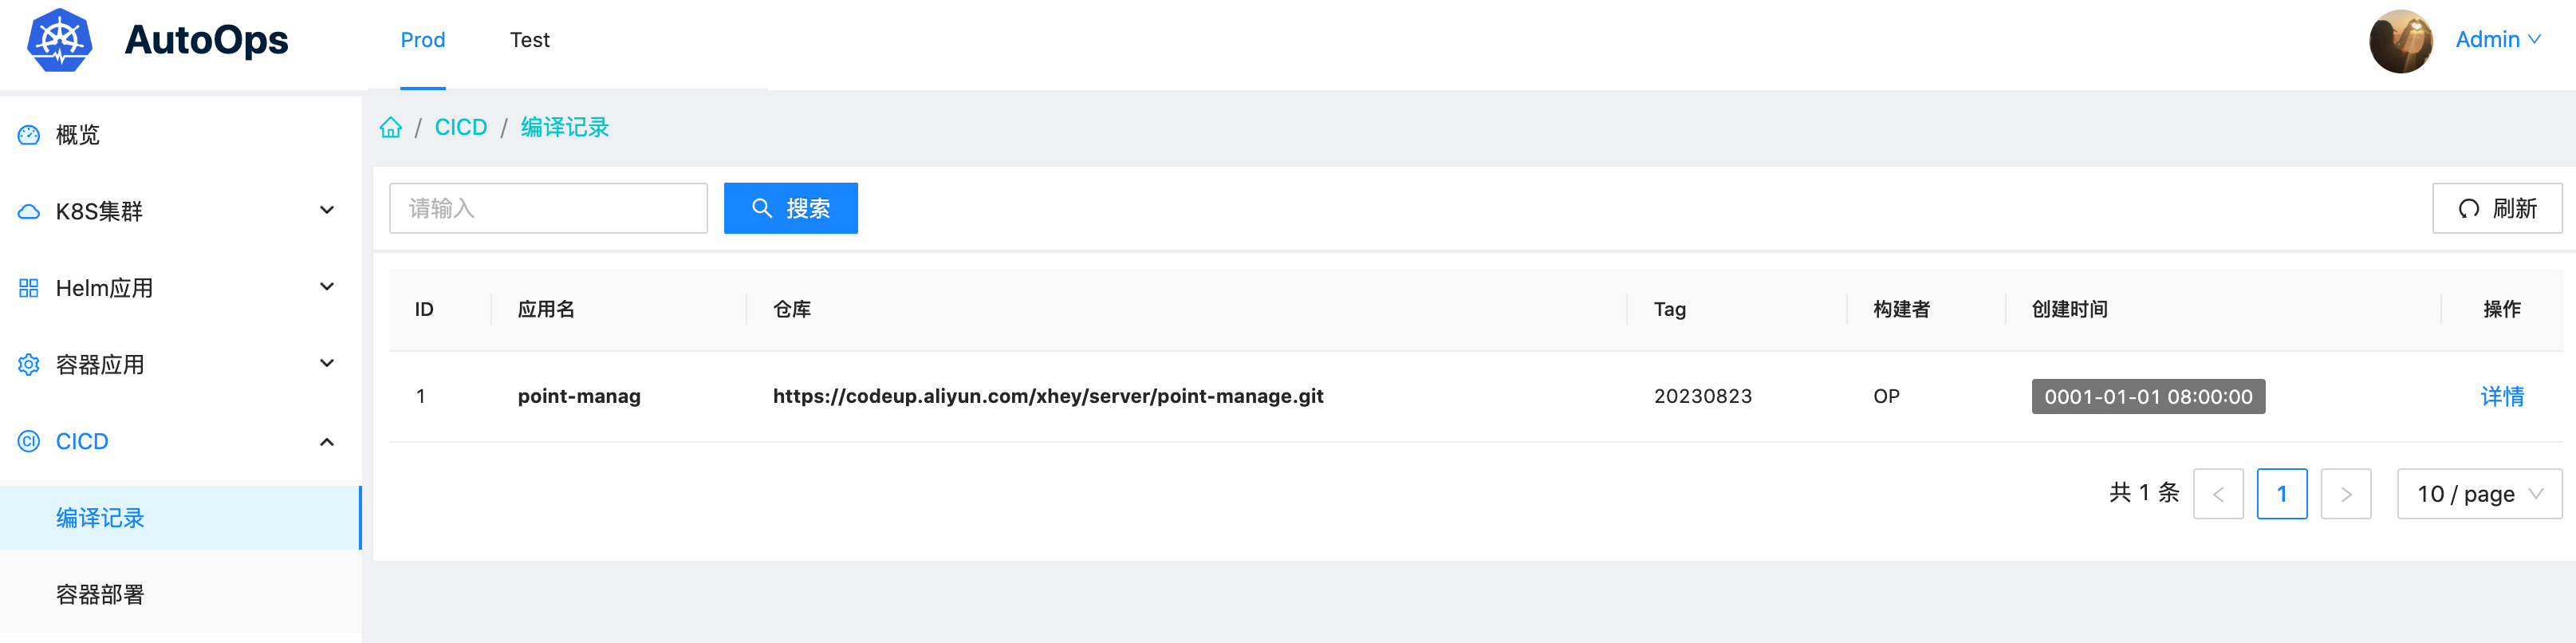 AutoOps
Prod
Test
Admin
概览
K8S集群
Helm应用
容器应用
CI CICD
编译记录
容器部署
/ CICD / 编译记录
请输入
搜索
刷新
ID 应用名 仓库 Tag 构建者 创建时间 操作
1 point-manag https://codeup.aliyun.com/xhey/server/point-manage.git 20230823 OP 0001-01-01 08:00:00 详情
共 1 条 < 1 > 10 / page